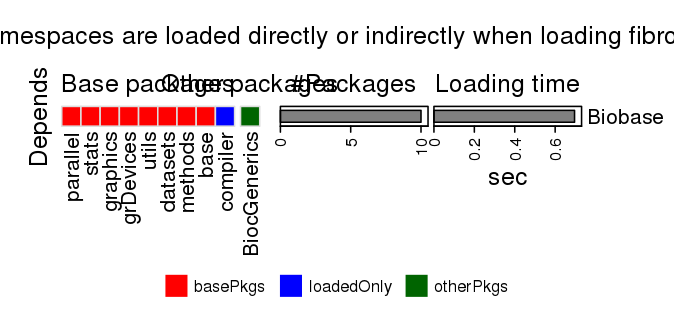 mespaces are loaded directly or indirectly when loading fibro
Base packages Other packages #Packages Loading time
Depends
Biobase
parallel
stats
graphics
grDevices
utils
datasets
methods
base
compiler
BiocGenerics
0 5 10
0 0.2 0.4 0.6
sec
basePkgs loadedOnly otherPkgs